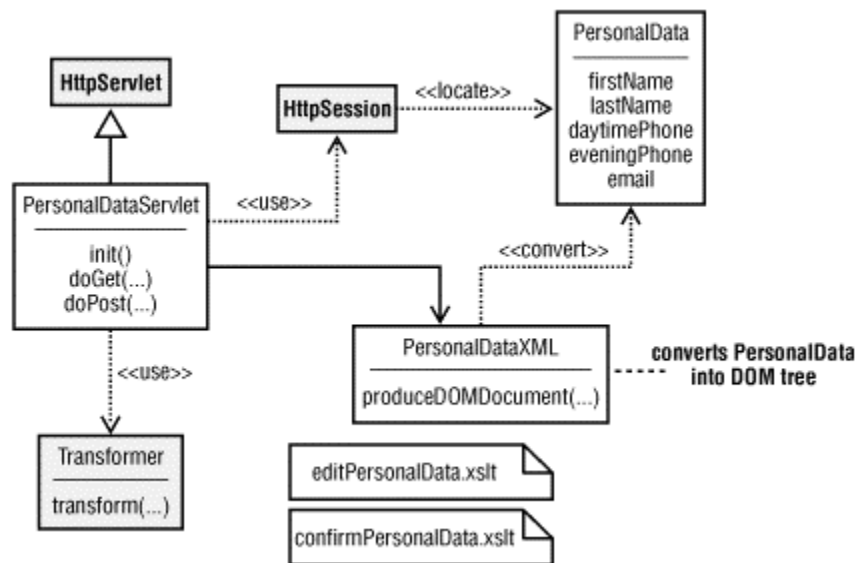 HttpServlet
PersonalDataServlet
init()
doGet(...)
doPost(...)
<<use>>
HttpSession
<<locate>>
PersonalData
firstName
lastName
daytimePhone
eveningPhone
email
<<convert>>
PersonalDataXML
produceDOMDocument(...)
converts PersonalData
into DOM tree
<<use>>
Transformer
transform(...)
editPersonalData.xslt
confirmPersonalData.xslt